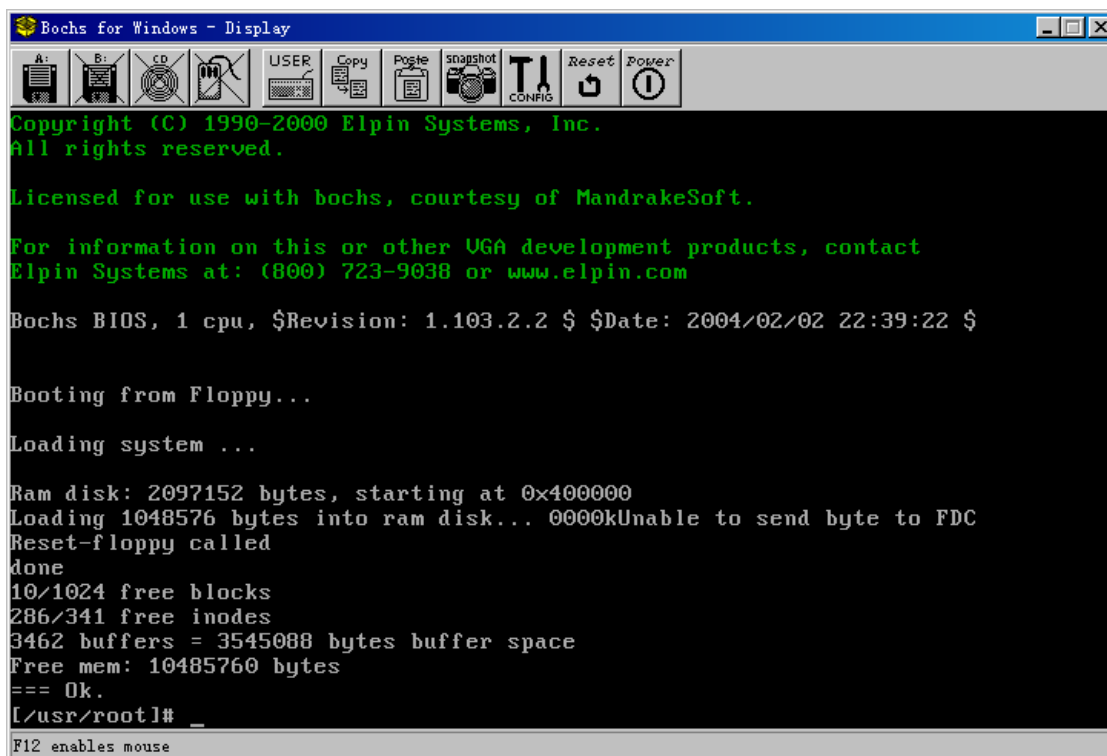 Bochs for Windows - Display
A: B: CD USER Copy Paste snapshot CONFIG Reset Power
Copyright (C) 1990-2000 Elpin Systems, Inc.
All rights reserved.
Licensed for use with bochs, courtesy of MandrakeSoft.
For information on this or other VGA development products, contact
Elpin Systems at: (800) 723-9038 or www.elpin.com
Bochs BIOS, 1 cpu, $Revision: 1.103.2.2 $ $Date: 2004/02/02 22:39:22 $
Booting from Floppy...
Loading system ...
Ram disk: 2097152 bytes, starting at 0x400000
Loading 1048576 bytes into ram disk... 0000kUnable to send byte to FDC
Reset-floppy called
done
10/1024 free blocks
286/341 free inodes
3462 buffers = 3545088 bytes buffer space
Free mem: 10485760 bytes
=== Ok.
[/usr/root]# _
F12 enables mouse